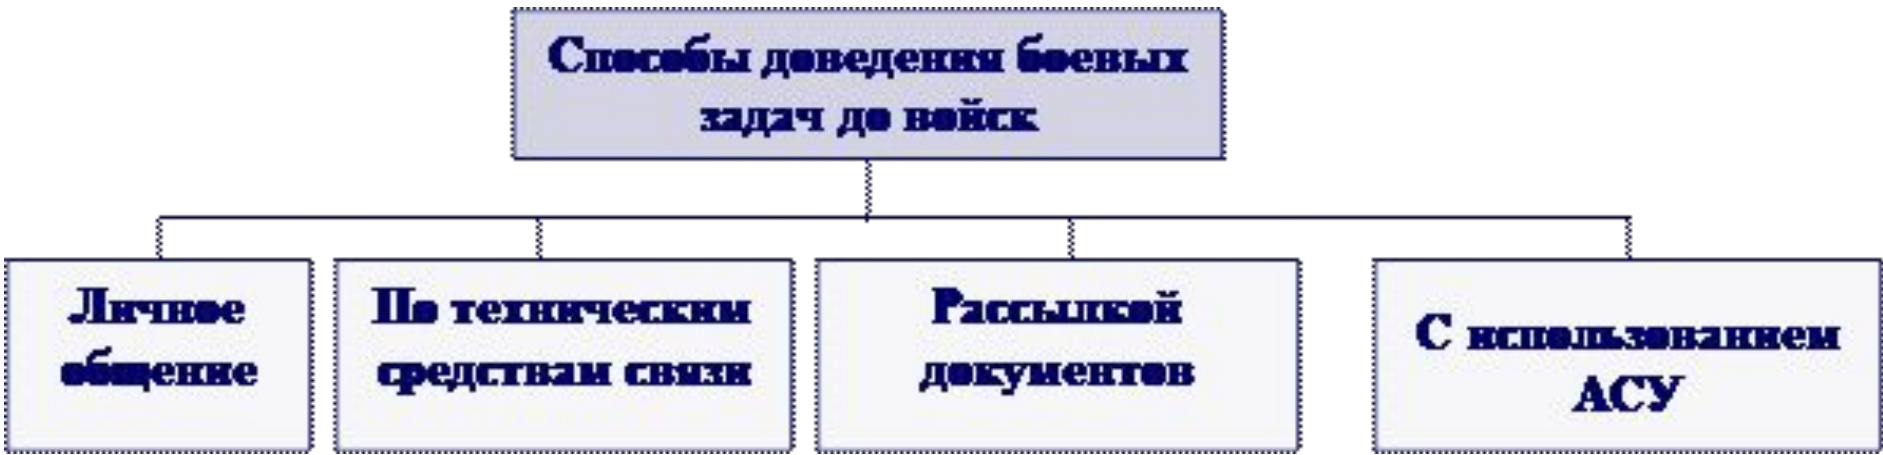 Способы доведения боевых
задач до войск
Личное
общение
По техническим
средствам связи
Рассылкой
документов
С использованием
АСУ